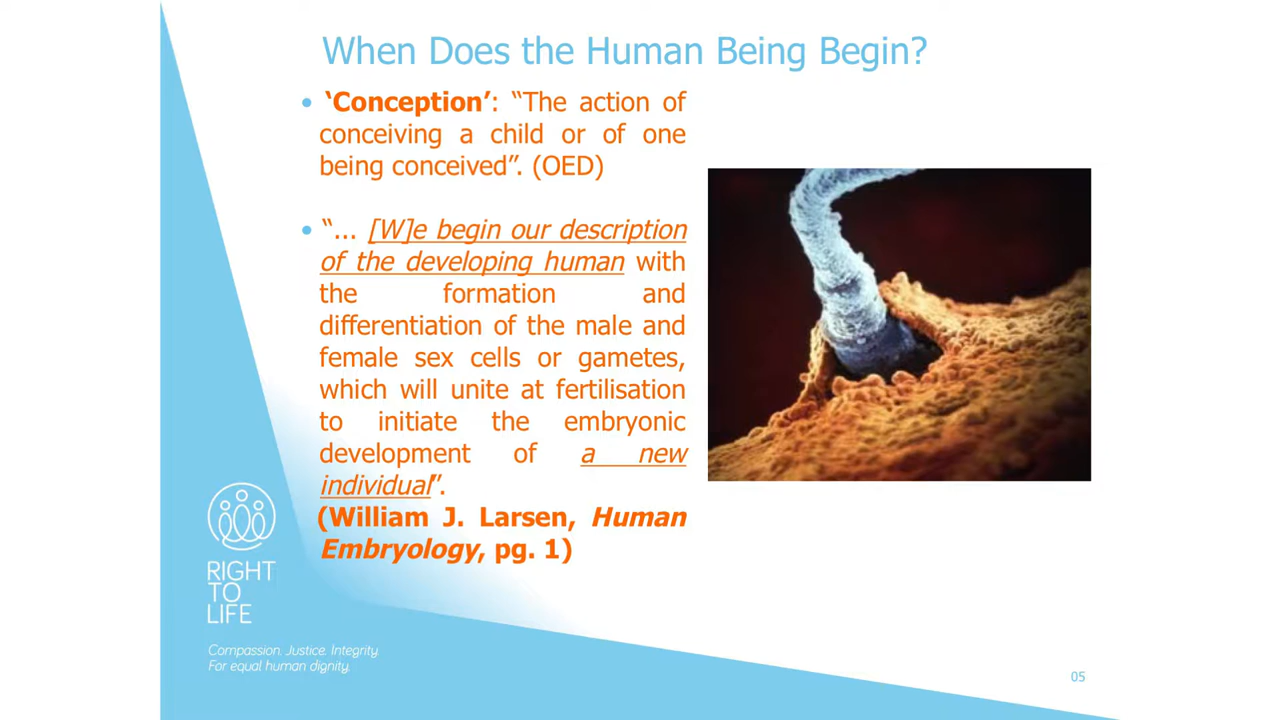 When Does the Human Being Begin?
• ‘Conception’: “The action of
conceiving a child or of one
being conceived”. (OED)
• “... [W]e begin our description
of the developing human with
the formation and
differentiation of the male and
female sex cells or gametes,
which will unite at fertilisation
to initiate the embryonic
development of a new
individual”.
(William J. Larsen, Human
Embryology, pg. 1)
RIGHT
TO
LIFE
Compassion. Justice. Integrity.
For equal human dignity.
05